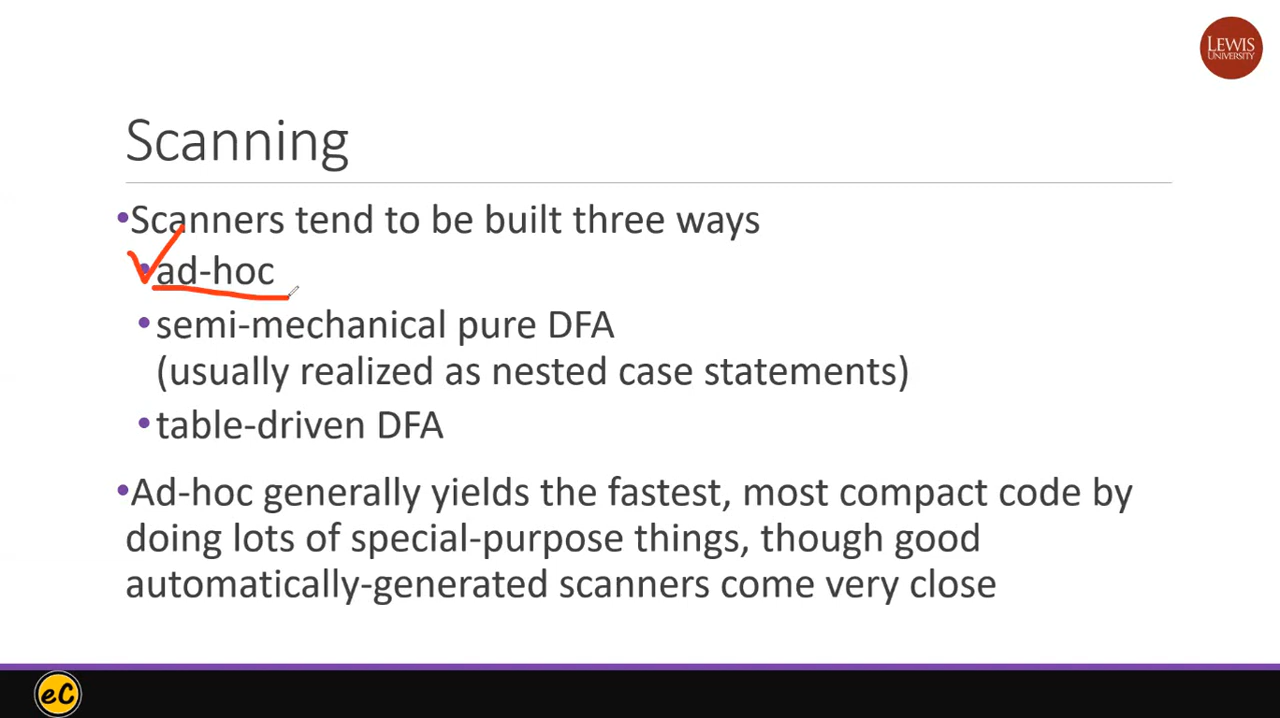 LEWIS
UNIVERSITY
Scanning
•Scanners tend to be built three ways
•ad-hoc
•semi-mechanical pure DFA
(usually realized as nested case statements)
•table-driven DFA
•Ad-hoc generally yields the fastest, most compact code by
doing lots of special-purpose things, though good
automatically-generated scanners come very close
eC